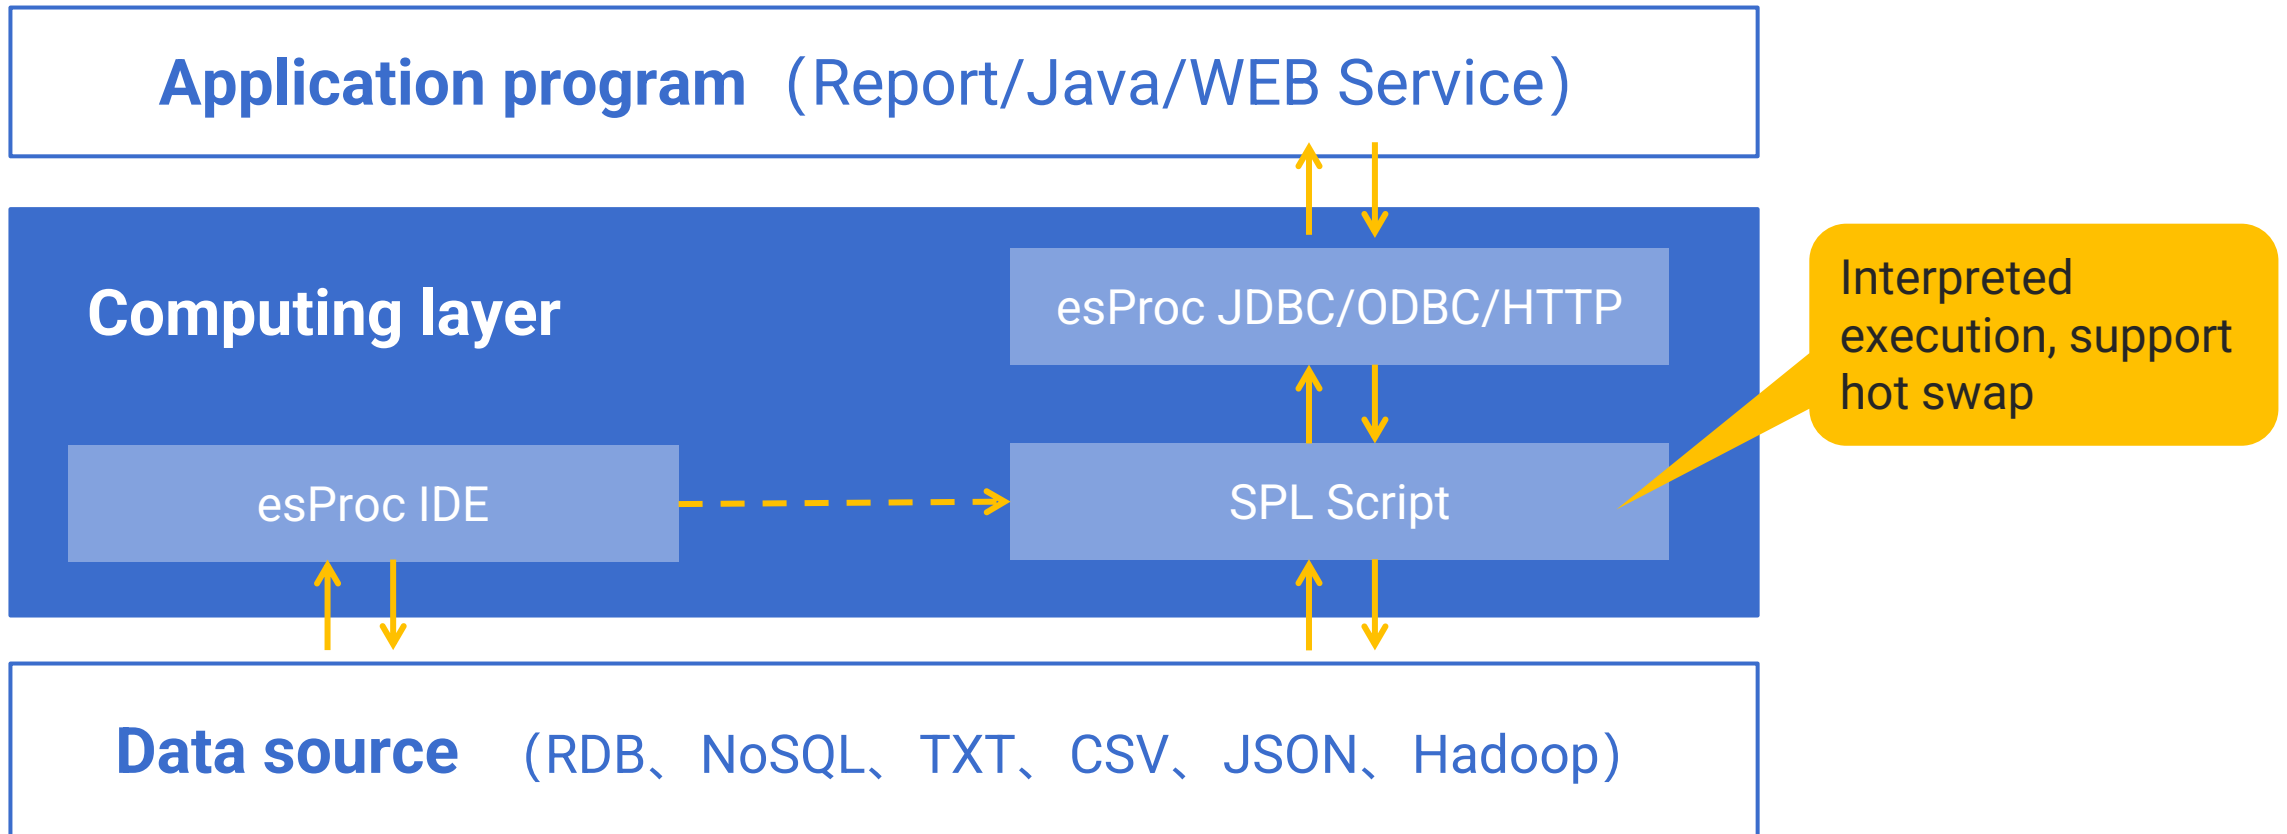 Application program（Report/Java/WEB Service）
Computing layer
esProc JDBC/ODBC/HTTP
Interpreted
execution, support
hot swap
esProc IDE
SPL Script
Data source （RDB、NoSQL、TXT、CSV、JSON、Hadoop）